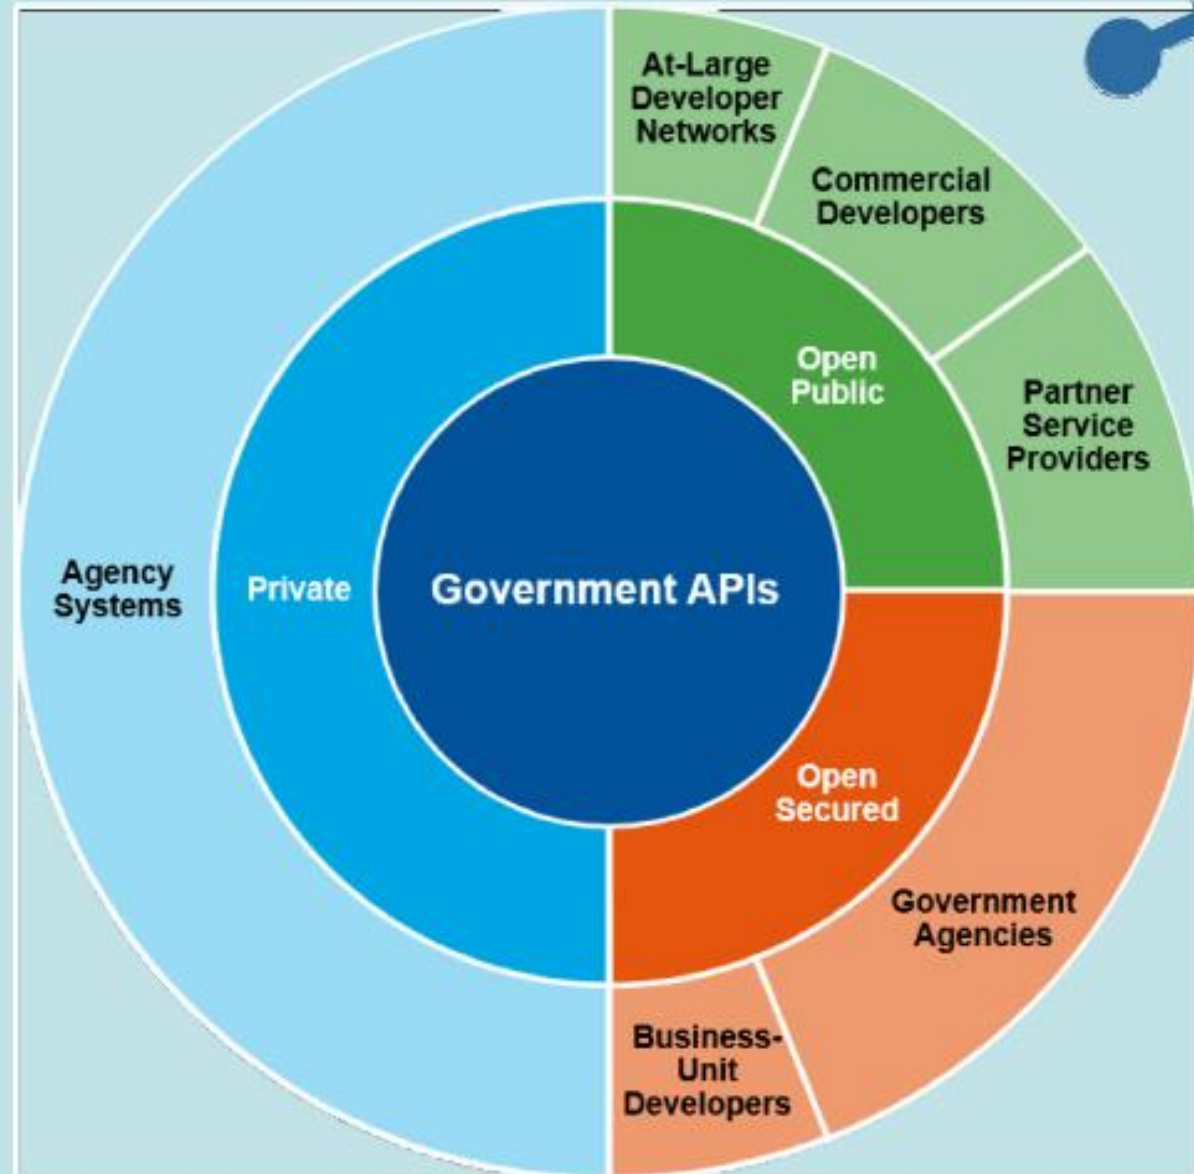 At-Large
Developer
Networks
Commercial
Developers
Open
Public
Partner
Service
Providers
Agency
Systems
Private
Government APIs
Open
Secured
Government
Agencies
Business-
Unit
Developers